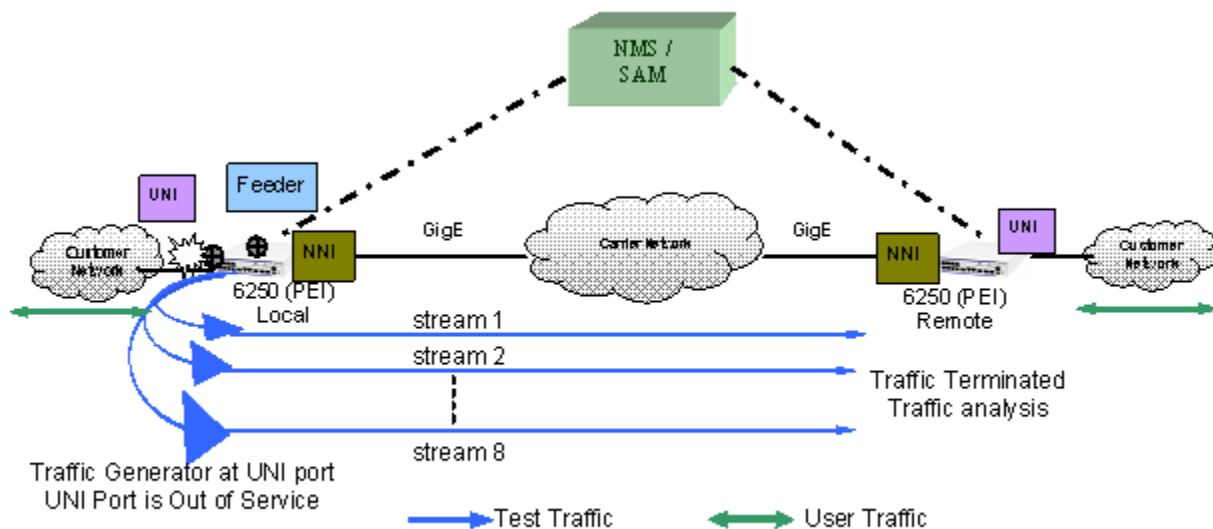 NMS /
SAM
UNI
Feeder
UNI
Customer
Network
NNI
GigE
Carrier Network
GigE
NNI
Customer
Network
6250 (PEI)
Local
6250 (PEI)
Remote
stream 1
stream 2
stream 8
Traffic Terminated
Traffic analysis
Traffic Generator at UNI port
UNI Port is Out of Service
Test Traffic
User Traffic